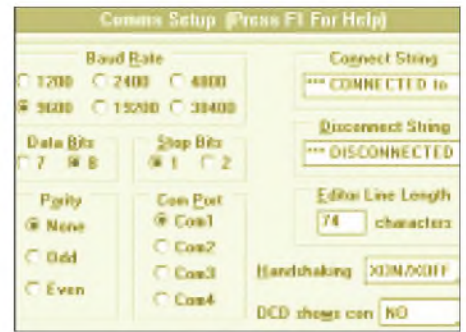 Comms Setup (Press F1 For Help)
Baud Rate
1200 2400 4800
9600 19200 38400
Data Bits
7 8
Stop Bits
1 2
Parity
None
Odd
Even
Com Port
Com1
Com2
Com3
Com4
Connect String
*** CONNECTED to
Disconnect String
*** DISCONNECTED
Editor Line Length
74 characters
Handshaking XON/XOFF
DCD shows con NO